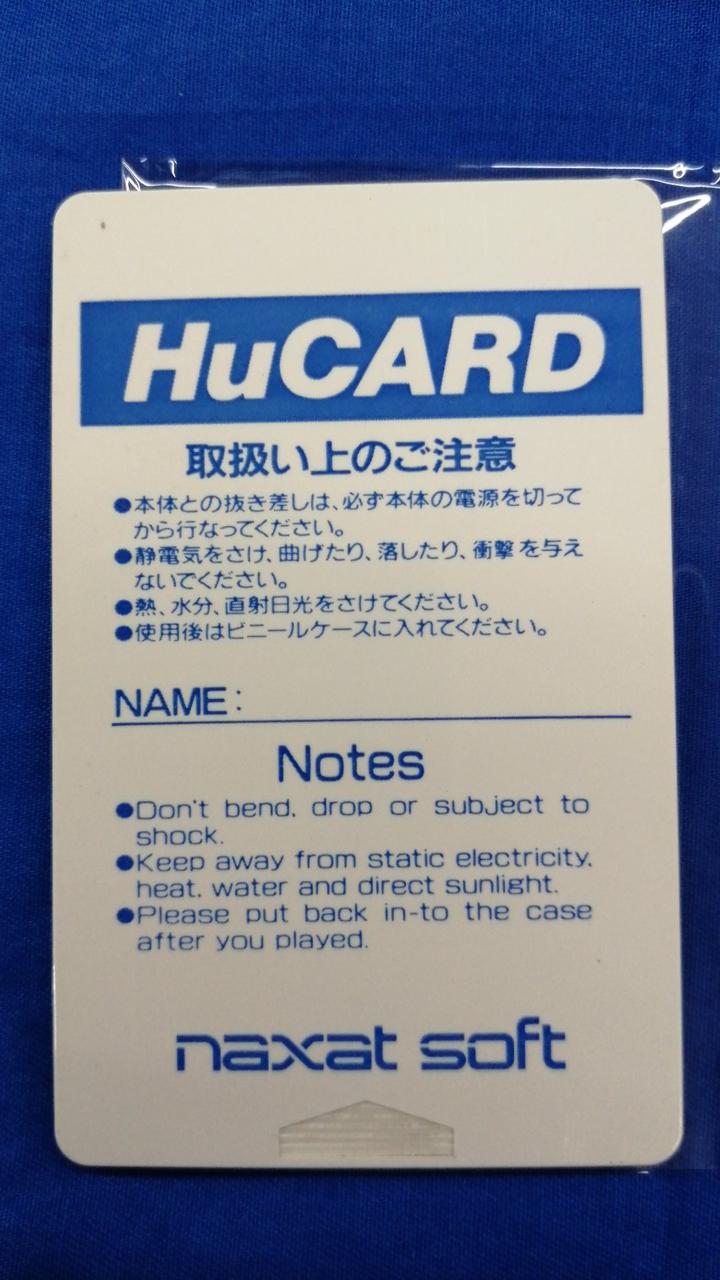 HuCARD
取扱い上のご注意
●本体との抜き差しは、必ず本体の電源を切って
から行なってください。
●静電気をさけ、曲げたり、落したり、衝撃を与え
ないでください。
●熱、水分、直射日光をさけてください。
●使用後はビニールケースに入れてください。
NAME:
Notes
●Don't bend, drop or subject to
shock.
●Keep away from static electricity,
heat, water and direct sunlight.
●Please put back in-to the case
after you played.
naxat soft